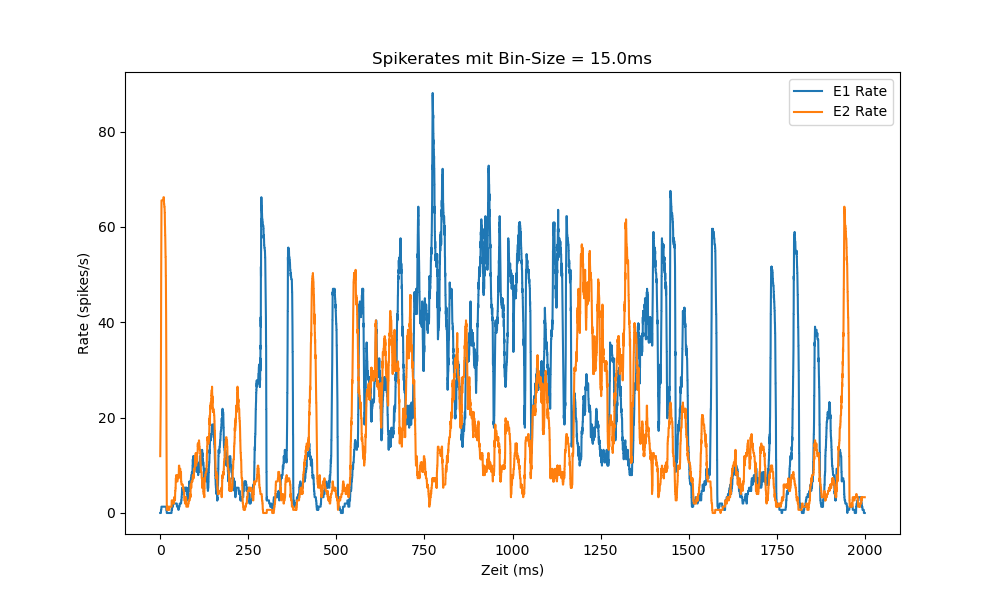 Spikerates mit Bin-Size = 15.0ms
E1 Rate
E2 Rate
Rate (spikes/s)
80
60
40
20
0
0 250 500 750 1000 1250 1500 1750 2000
Zeit (ms)